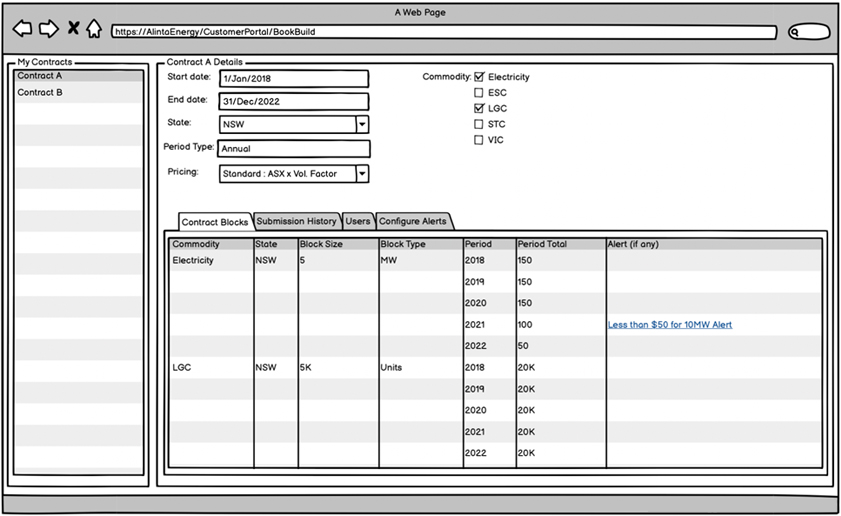 A Web Page
https://AlintaEnergy/CustomerPortal/BookBuild
My Contracts
Contract A
Contract B
Contract A Details
Start date: 1/Jan/2018
End date: 31/Dec/2022
State: NSW
Period Type: Annual
Pricing: Standard : ASX x Vol. Factor
Commodity: Electricity
ESC
LGC
STC
VIC
Contract Blocks Submission History Users Configure Alerts
Commodity State Block Size Block Type Period Period Total Alert (if any)
Electricity NSW 5 MW 2018 150
2019 150
2020 150
2021 100 Less than $50 for 10MW Alert
2022 50
LGC NSW 5K Units 2018 20K
2019 20K
2020 20K
2021 20K
2022 20K